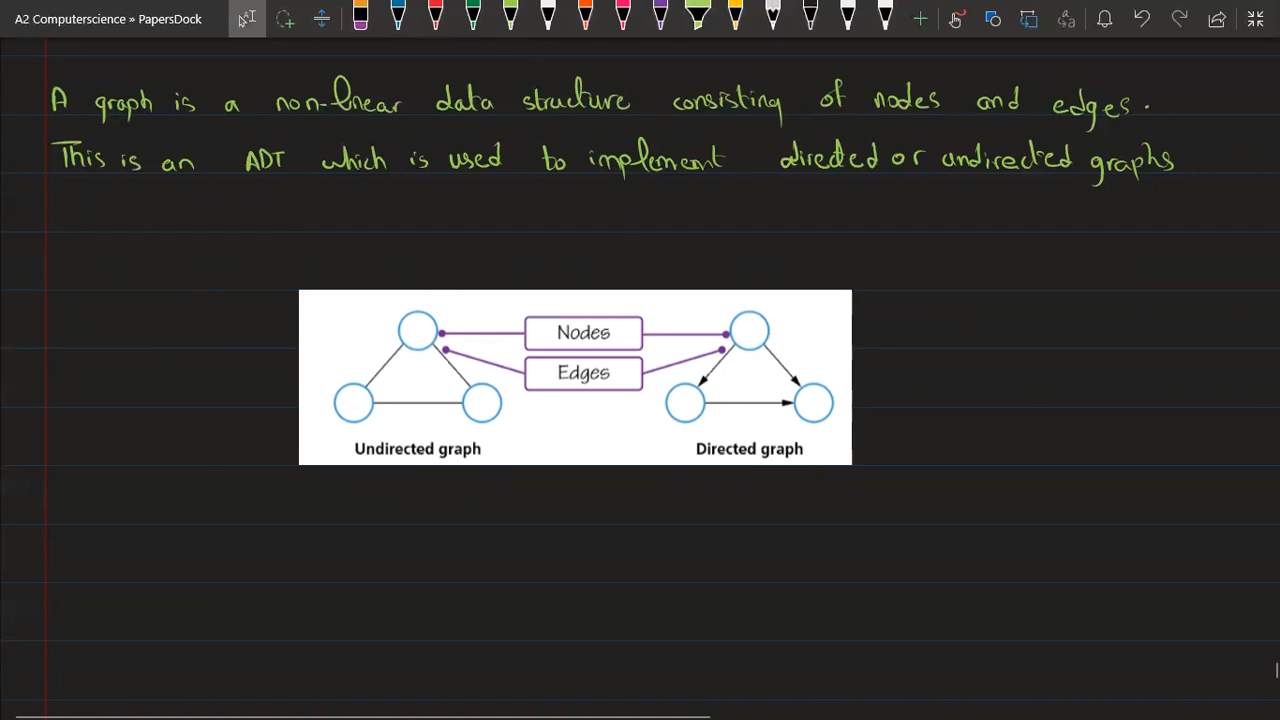 A2 Computerscience » PapersDock
A graph is a non-linear data structure consisting of nodes and edges.
This is an ADT which is used to implement directed or undirected graphs
Nodes
Edges
Undirected graph
Directed graph